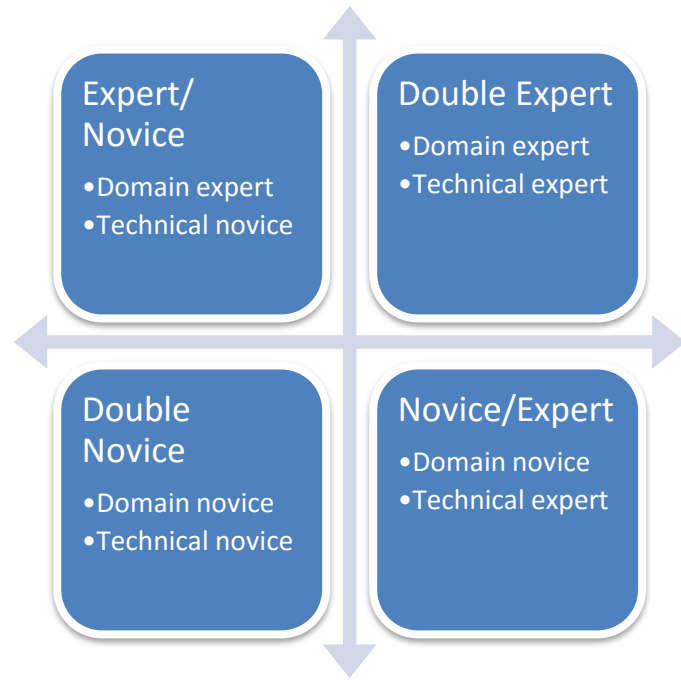 Expert/
Novice
•Domain expert
•Technical novice
Double Expert
•Domain expert
•Technical expert
Double
Novice
•Domain novice
•Technical novice
Novice/Expert
•Domain novice
•Technical expert